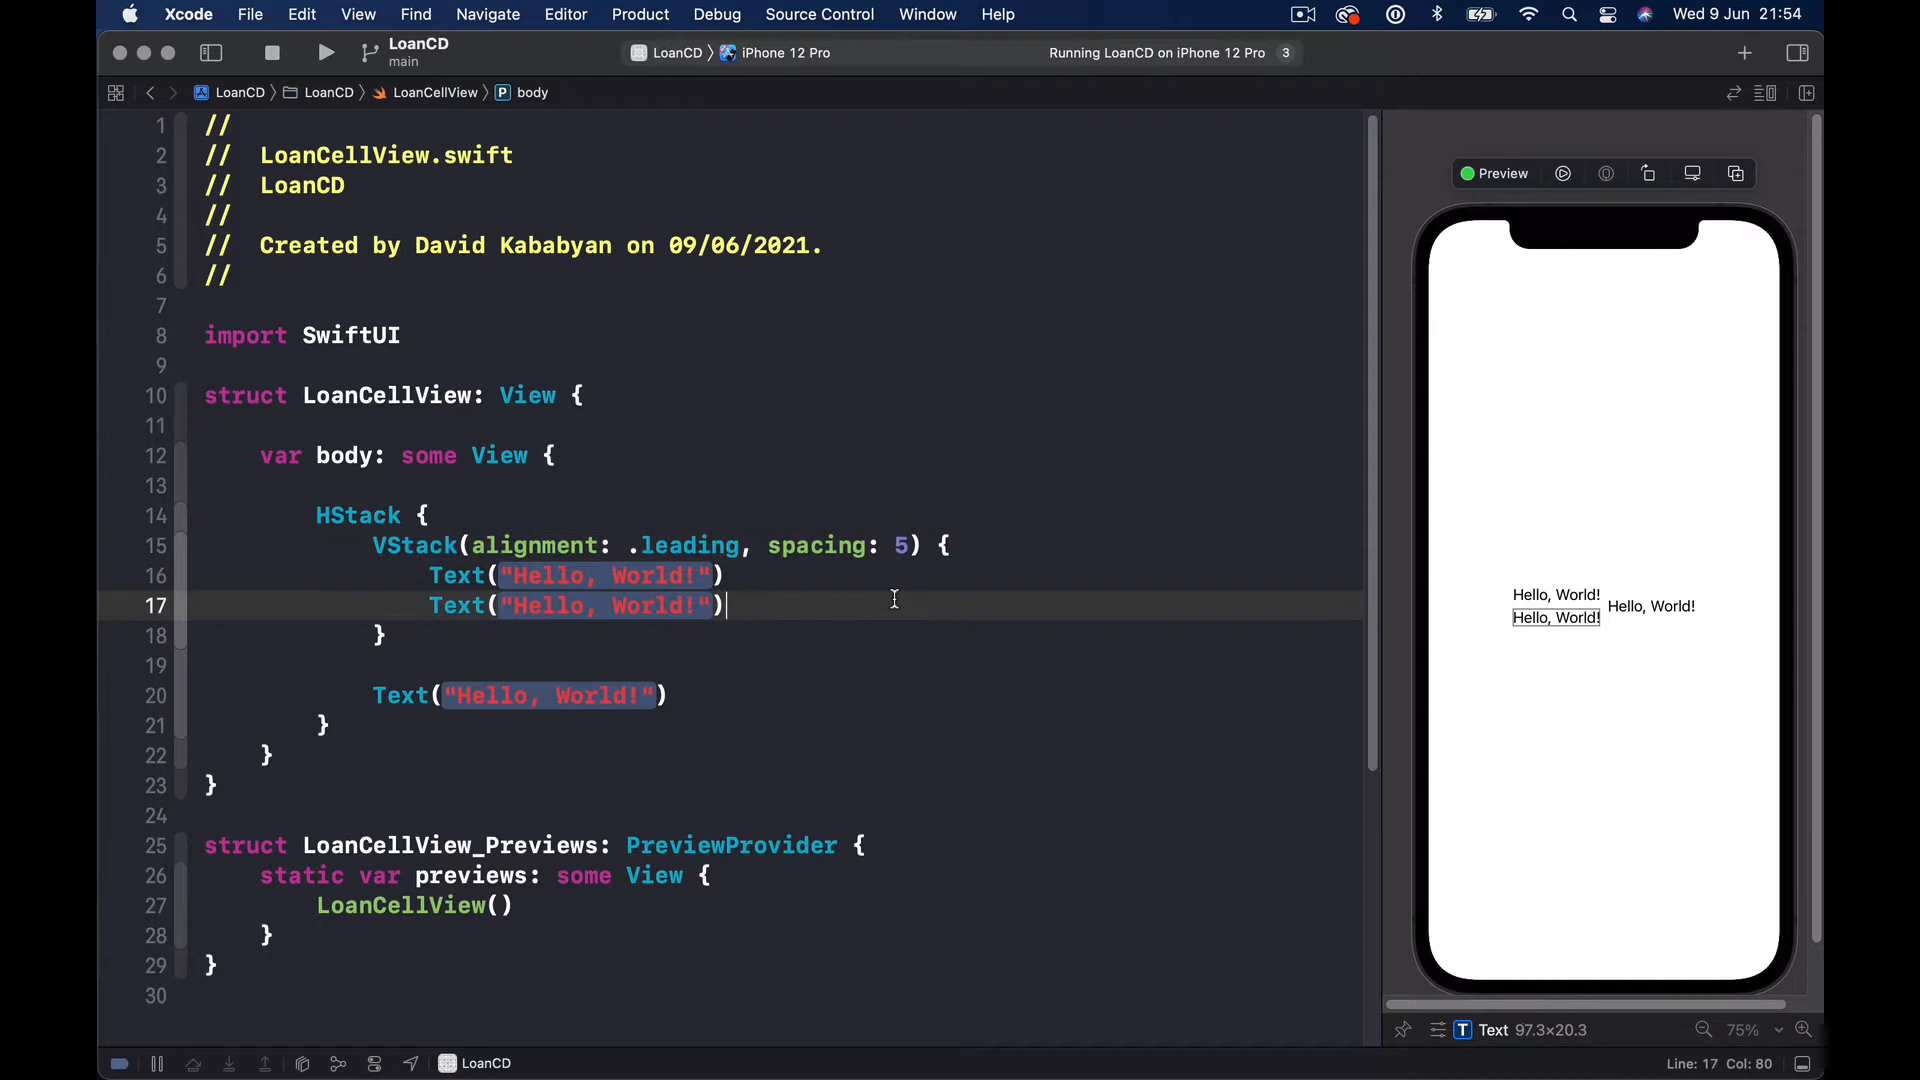 Xcode File Edit View Find Navigate Editor Product Debug Source Control Window Help Wed 9 Jun 21:54
LoanCD
main
LoanCD 〉 iPhone 12 Pro
Running LoanCD on iPhone 12 Pro 3
LoanCD 〉 LoanCD 〉 LoanCellView 〉 P body
1 //
2 //  LoanCellView.swift
3 //  LoanCD
4 //
5 //  Created by David Kababyan on 09/06/2021.
6 //
7
8 import SwiftUI
9
10 struct LoanCellView: View {
11
12     var body: some View {
13
14         HStack {
15             VStack(alignment: .leading, spacing: 5) {
16                 Text("Hello, World!")
17                 Text("Hello, World!")
18             }
19
20             Text("Hello, World!")
21         }
22     }
23 }
24
25 struct LoanCellView_Previews: PreviewProvider {
26     static var previews: some View {
27         LoanCellView()
28     }
29 }
30
Preview
Hello, World!
Hello, World!
Hello, World!
T Text 97.3×20.3 75%
LoanCD
Line: 17 Col: 80